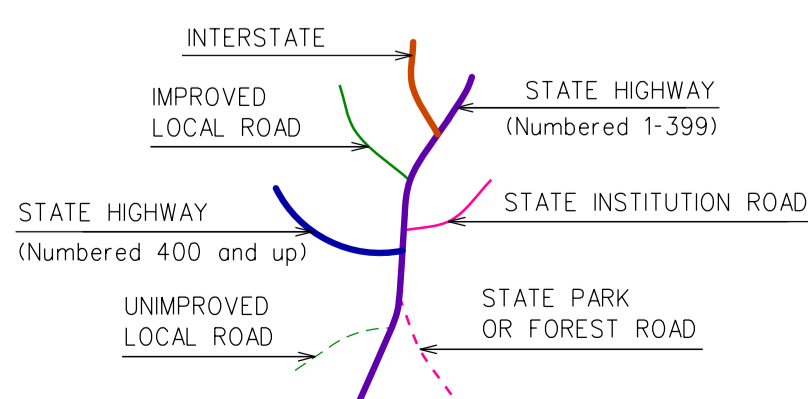 INTERSTATE
STATE HIGHWAY
(Numbered 1-399)
IMPROVED
LOCAL ROAD
STATE INSTITUTION ROAD
STATE HIGHWAY
(Numbered 400 and up)
STATE PARK
OR FOREST ROAD
UNIMPROVED
LOCAL ROAD